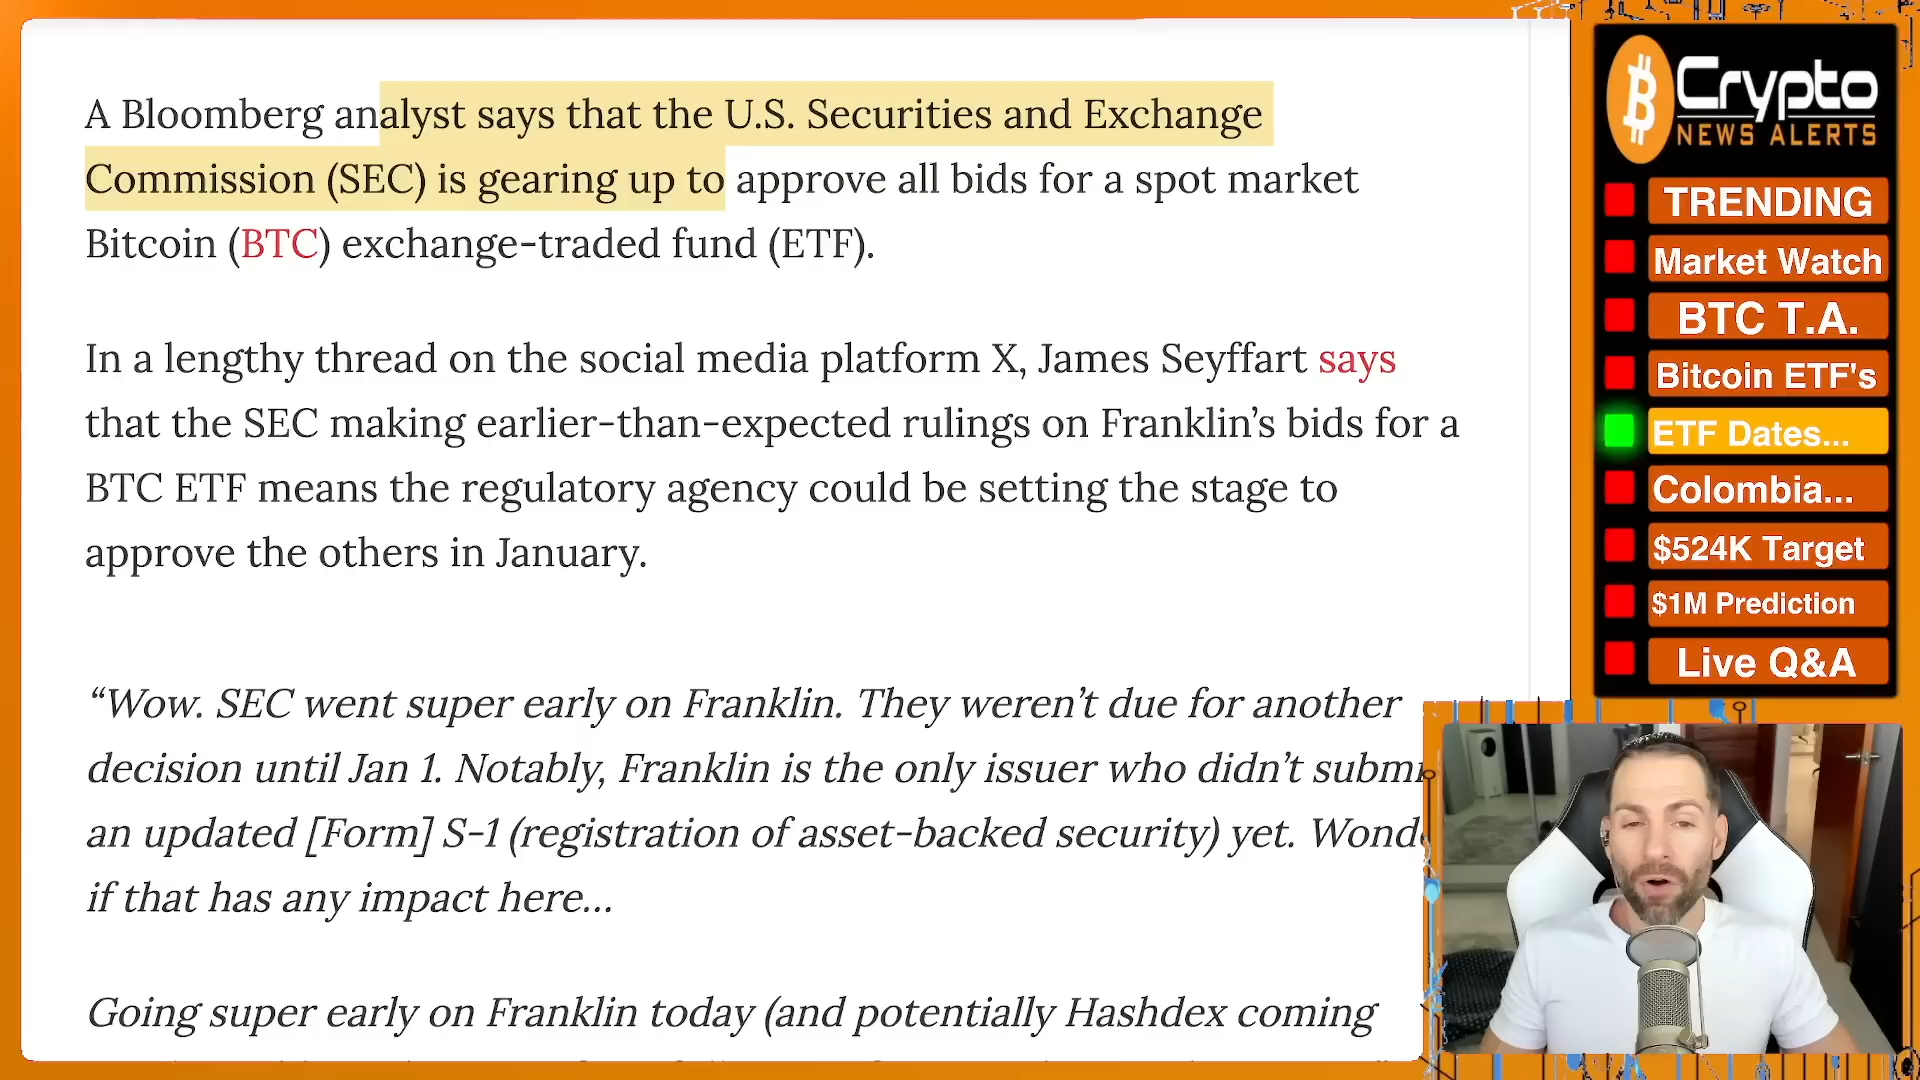 A Bloomberg analyst says that the U.S. Securities and Exchange
Commission (SEC) is gearing up to approve all bids for a spot market
Bitcoin (BTC) exchange-traded fund (ETF).
In a lengthy thread on the social media platform X, James Seyffart says
that the SEC making earlier-than-expected rulings on Franklin’s bids for a
BTC ETF means the regulatory agency could be setting the stage to
approve the others in January.
“Wow. SEC went super early on Franklin. They weren’t due for another
decision until Jan 1. Notably, Franklin is the only issuer who didn’t
an updated [Form] S-1 (registration of asset-backed security) yet.
if that has any impact here…
Going super early on Franklin today (and potentially Hashdex coming
Crypto
NEWS ALERTS
TRENDING
Market Watch
BTC T.A.
Bitcoin ETF's
ETF Dates...
Colombia...
$524K Target
$1M Prediction
Live Q&A